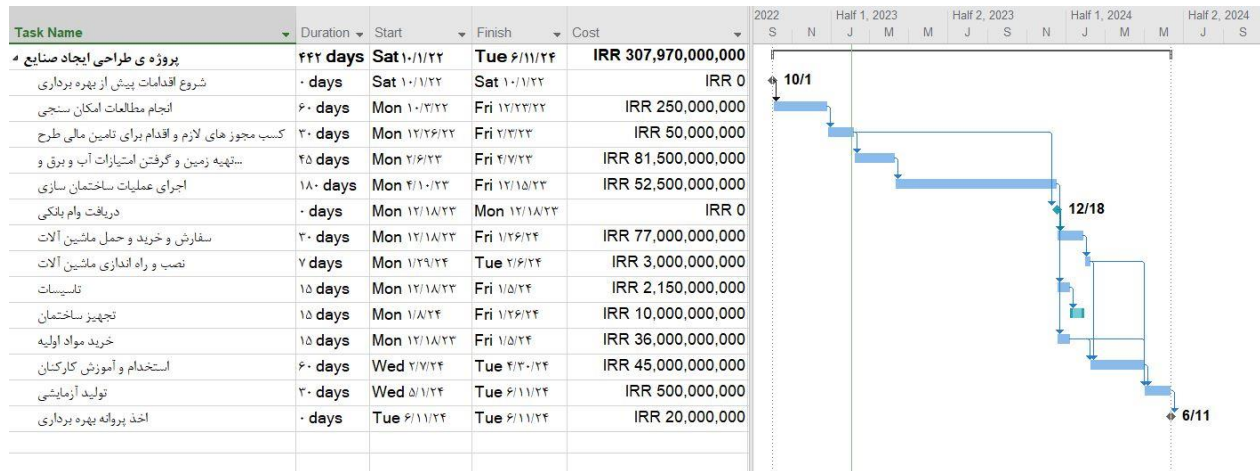 Task Name Duration Start Finish Cost
پروژه ی طراحی ایجاد صنایع ۴۴۲ days Sat ۱۰/۱/۲۲ Tue ۶/۱۱/۲۴ IRR 307,970,000,000
شروع اقدامات پیش از بهره برداری ۰ days Sat ۱۰/۱/۲۲ Sat ۱۰/۱/۲۲ IRR 0
انجام مطالعات امکان سنجی ۶۰ days Mon ۱۰/۳/۲۲ Fri ۱۲/۲۳/۲۲ IRR 250,000,000
کسب مجوز های لازم و اقدام برای تامین مالی طرح ۳۰ days Mon ۱۲/۲۶/۲۲ Fri ۲/۳/۲۳ IRR 50,000,000
تهیه زمین و گرفتن امتیازات آب و برق و... ۴۵ days Mon ۲/۶/۲۳ Fri ۴/۷/۲۳ IRR 81,500,000,000
اجرای عملیات ساختمان سازی ۱۸۰ days Mon ۴/۱۰/۲۳ Fri ۱۲/۱۵/۲۳ IRR 52,500,000,000
دریافت وام بانکی ۰ days Mon ۱۲/۱۸/۲۳ Mon ۱۲/۱۸/۲۳ IRR 0
سفارش و خرید و حمل ماشین آلات ۳۰ days Mon ۱۲/۱۸/۲۳ Fri ۱/۲۶/۲۴ IRR 77,000,000,000
نصب و راه اندازی ماشین آلات ۷ days Mon ۱/۲۹/۲۴ Tue ۲/۶/۲۴ IRR 3,000,000,000
تاسیسات ۱۵ days Mon ۱۲/۱۸/۲۳ Fri ۱/۵/۲۴ IRR 2,150,000,000
تجهیز ساختمان ۱۵ days Mon ۱/۸/۲۴ Fri ۱/۲۶/۲۴ IRR 10,000,000,000
خرید مواد اولیه ۱۵ days Mon ۱۲/۱۸/۲۳ Fri ۱/۵/۲۴ IRR 36,000,000,000
استخدام و آموزش کارکنان ۶۰ days Wed ۲/۷/۲۴ Tue ۴/۳۰/۲۴ IRR 45,000,000,000
تولید آزمایشی ۳۰ days Wed ۵/۱/۲۴ Tue ۶/۱۱/۲۴ IRR 500,000,000
اخذ پروانه بهره برداری ۰ days Tue ۶/۱۱/۲۴ Tue ۶/۱۱/۲۴ IRR 20,000,000
2022 Half 1, 2023 Half 2, 2023 Half 1, 2024 Half 2, 2024
S N J M M J S N J M M J S
10/1
12/18
6/11